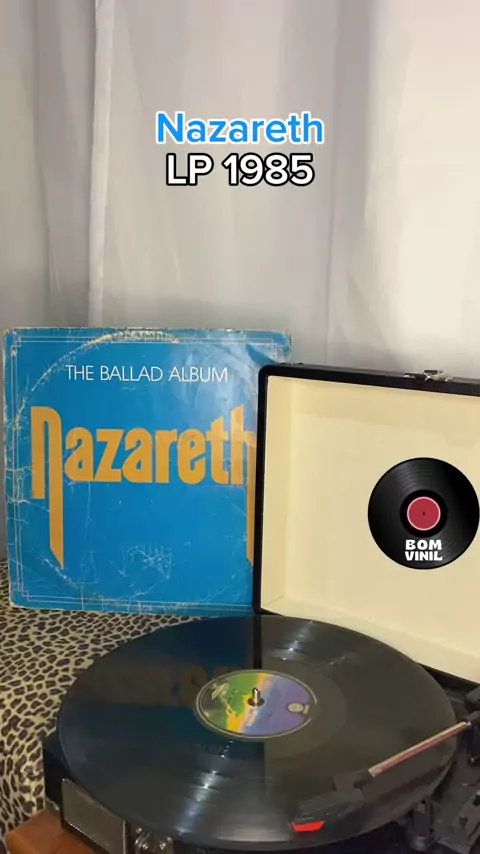 Nazareth
LP 1985
THE BALLAD ALBUM
nazareth
BOM
VINIL